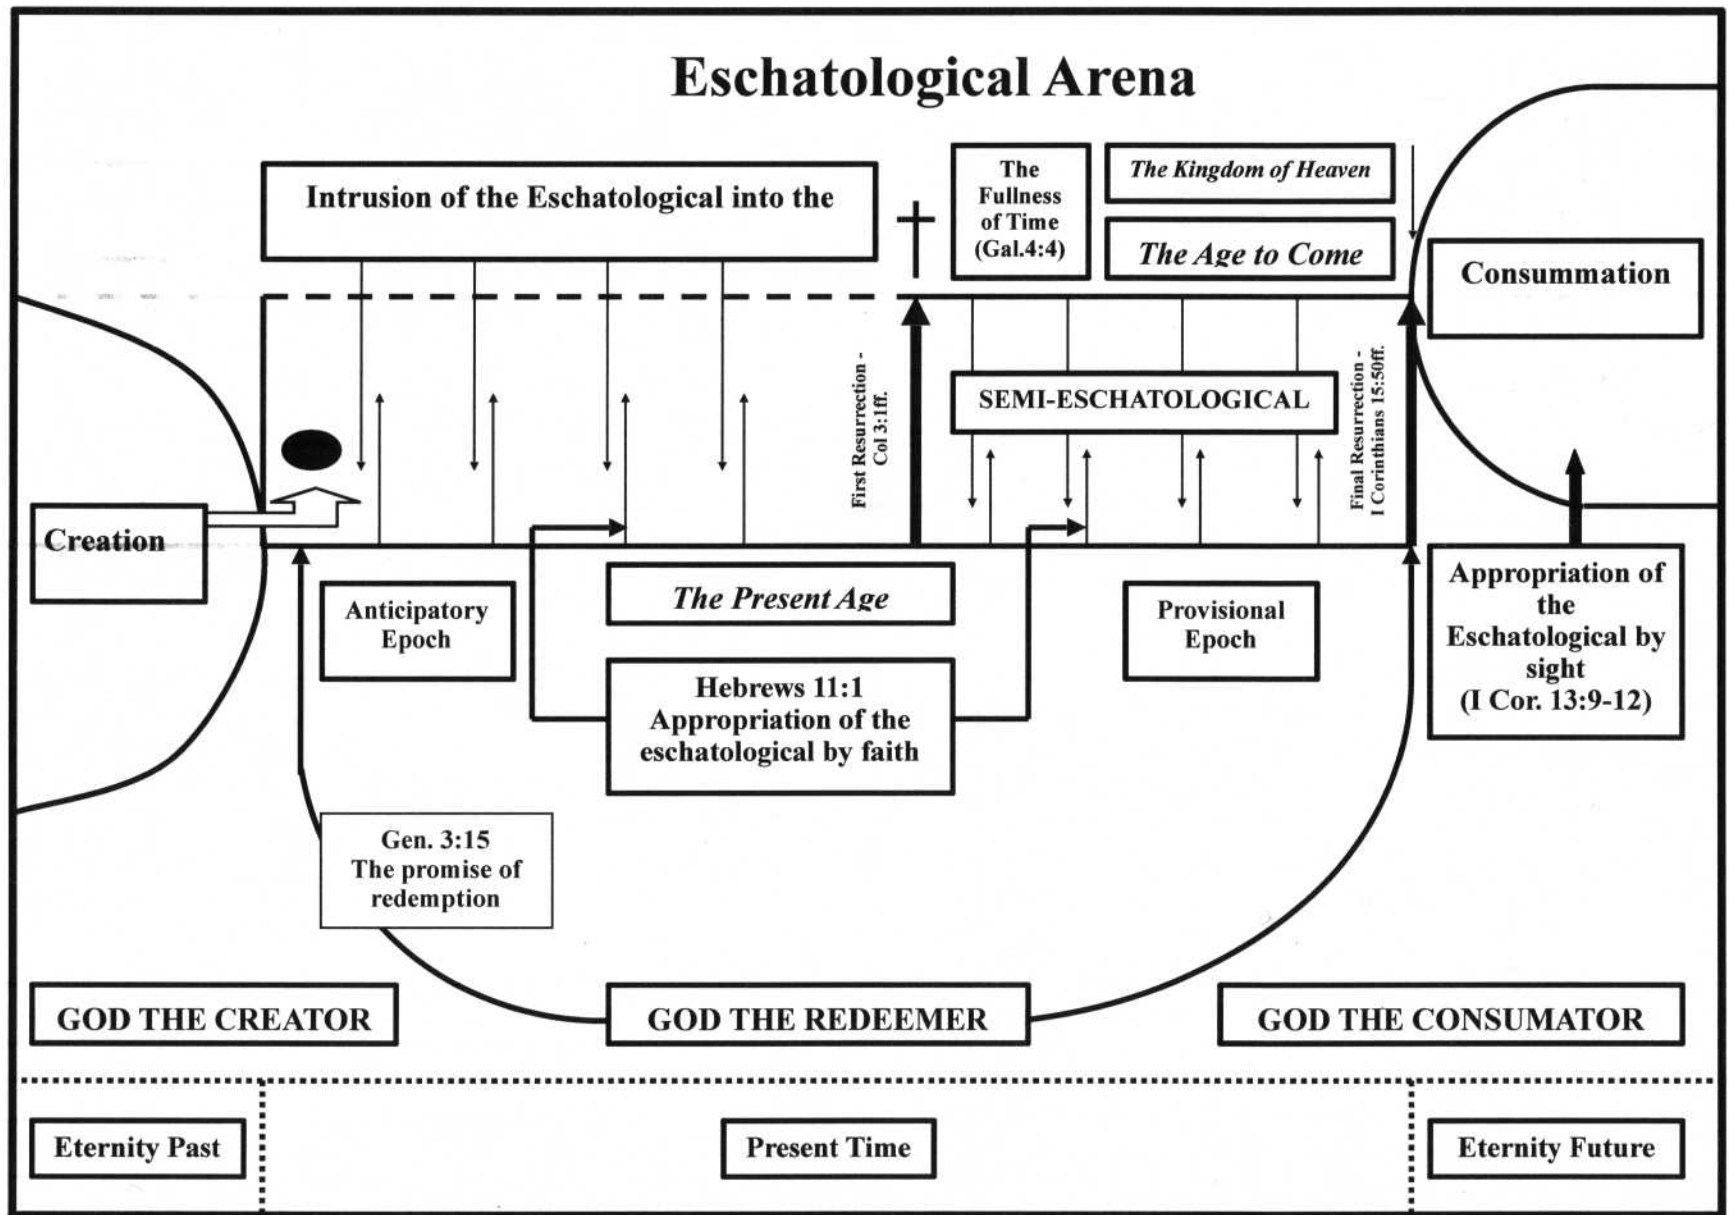 Eschatological Arena
Intrusion of the Eschatological into the
The
Fullness
of Time
(Gal.4:4)
The Kingdom of Heaven
The Age to Come
Consummation
First Resurrection -
Col 3:1ff.
SEMI-ESCHATOLOGICAL
Final Resurrection -
I Corinthians 15:50ff.
Creation
Anticipatory
Epoch
The Present Age
Provisional
Epoch
Appropriation of
the
Eschatological by
sight
(I Cor. 13:9-12)
Hebrews 11:1
Appropriation of the
eschatological by faith
Gen. 3:15
The promise of
redemption
GOD THE CREATOR
GOD THE REDEEMER
GOD THE CONSUMATOR
Eternity Past
Present Time
Eternity Future